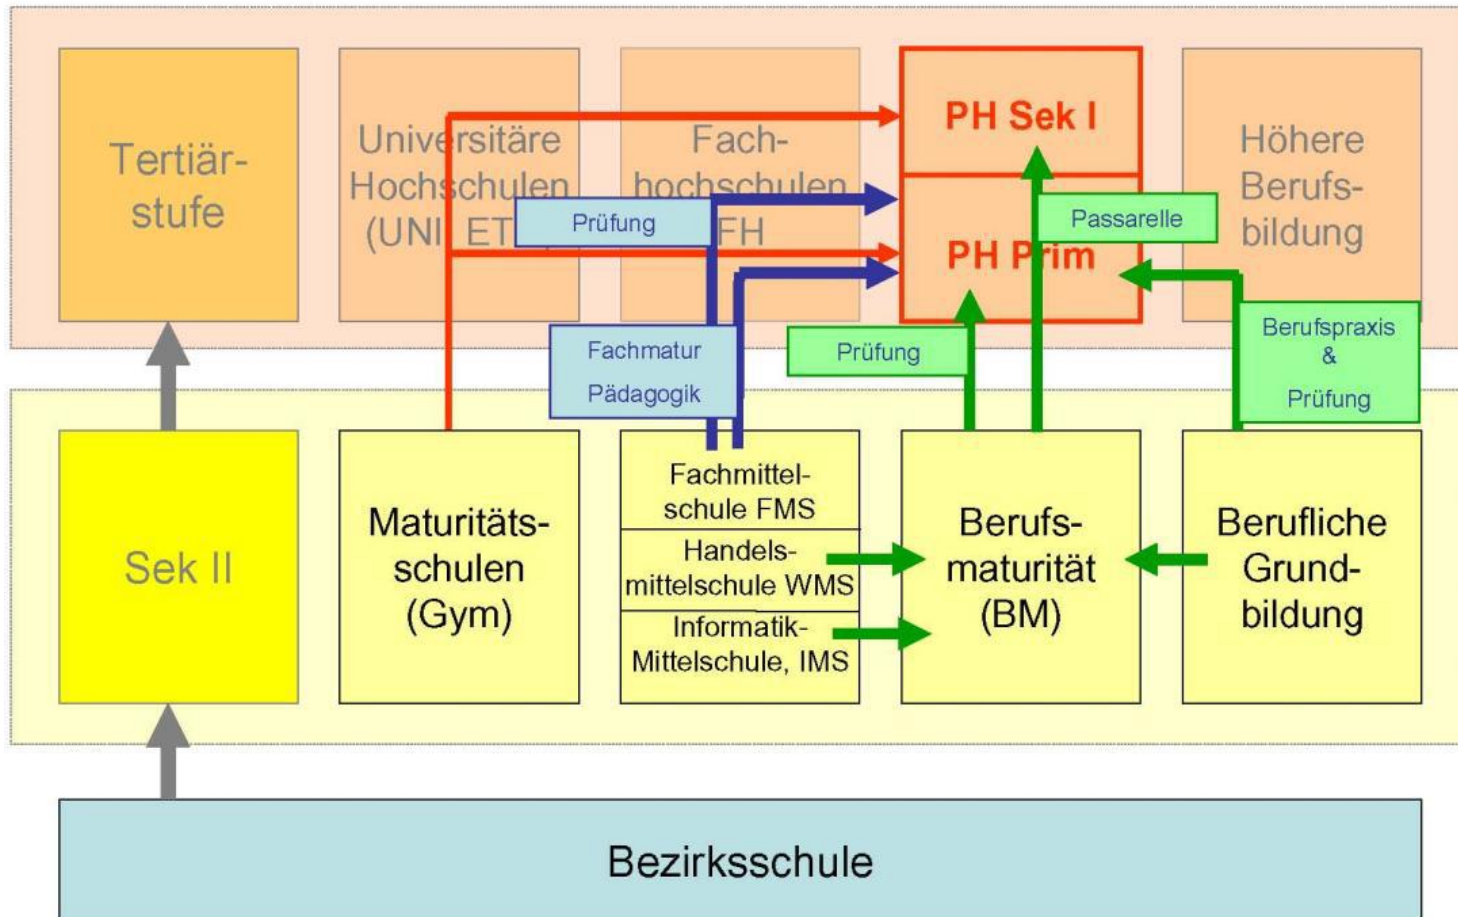 Tertiär-
stufe
Universitäre
Hochschulen
(UNI, ET
Fach-
hochschulen
FH
PH Sek I
PH Prim
Höhere
Berufs-
bildung
Prüfung
Passarelle
Fachmatur
Pädagogik
Prüfung
Berufspraxis
&
Prüfung
Sek II
Maturitäts-
schulen
(Gym)
Fachmittel-
schule FMS
Handels-
mittelschule WMS
Informatik-
Mittelschule, IMS
Berufs-
maturität
(BM)
Berufliche
Grund-
bildung
Bezirksschule